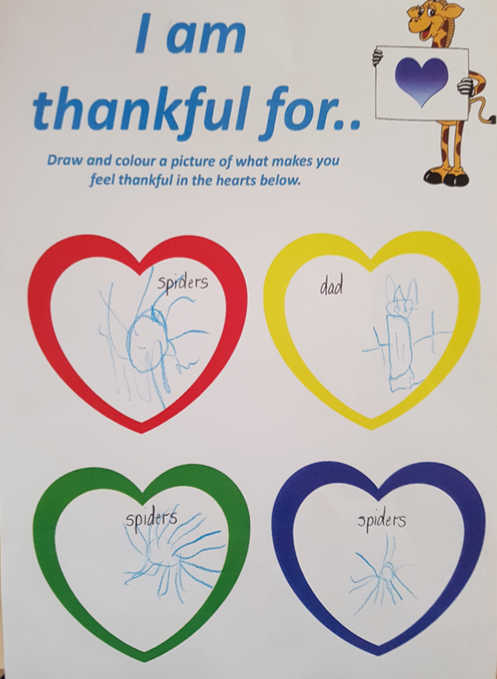 I am
thankful for..
Draw and colour a picture of what makes you
feel thankful in the hearts below.
spiders
dad
spiders
spiders